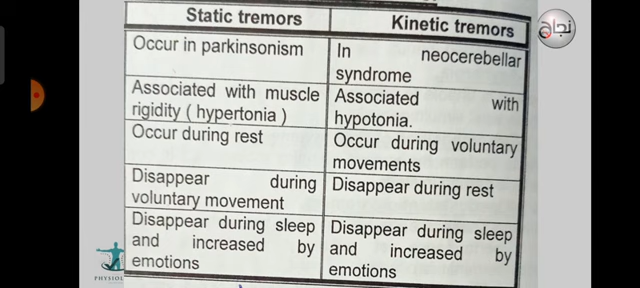 Static tremors
Kinetic tremors
Occur in parkinsonism
In neocerebellar
syndrome
Associated with muscle
rigidity ( hypertonia )
Associated with
hypotonia.
Occur during rest
Occur during voluntary
movements
Disappear during
voluntary movement
Disappear during rest
Disappear during sleep
and increased by
emotions
Disappear during sleep
and increased by
emotions
نجاح
PHYSIOL